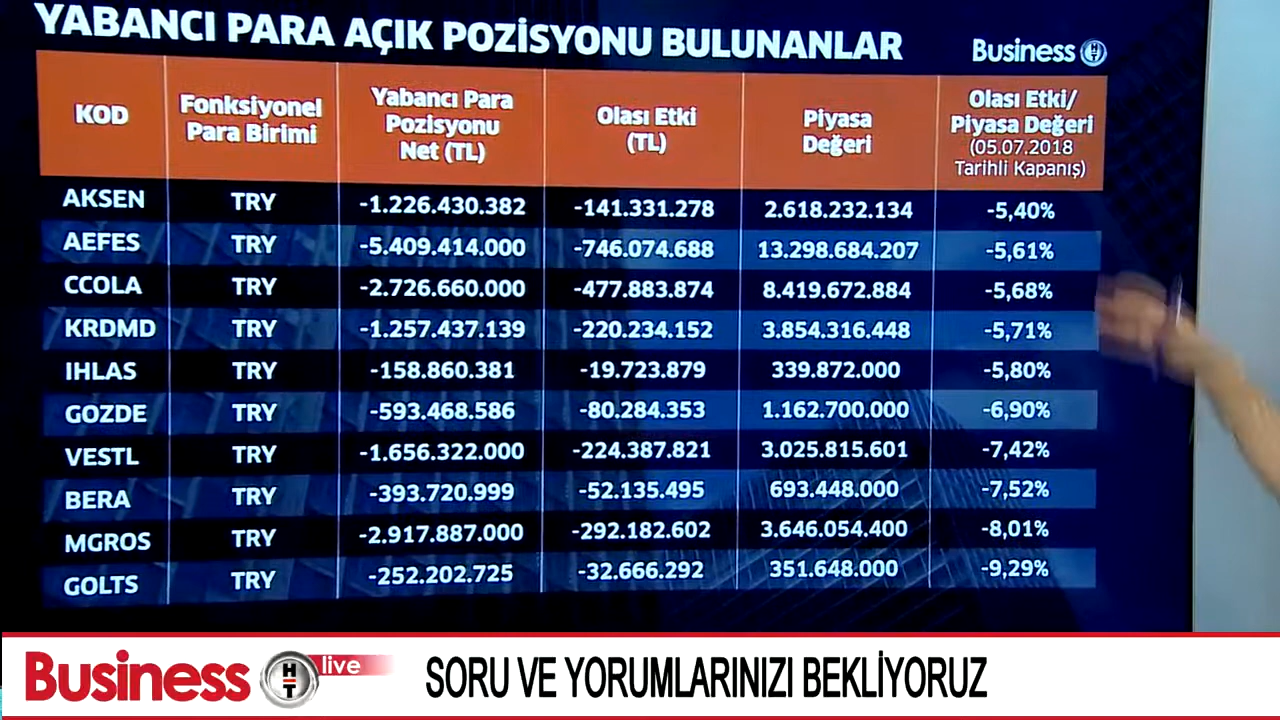 YABANCI PARA AÇIK POZİSYONU BULUNANLAR
Business HT
KOD
Fonksiyonel
Para Birimi
Yabancı Para
Pozisyonu
Net (TL)
Olası Etki
(TL)
Piyasa
Değeri
Olası Etki/
Piyasa Değeri
(05.07.2018
Tarihli Kapanış)
AKSEN TRY -1.226.430.382 -141.331.278 2.618.232.134 -5,40%
AEFES TRY -5.409.414.000 -746.074.688 13.298.684.207 -5,61%
CCOLA TRY -2.726.660.000 -477.883.874 8.419.672.884 -5,68%
KRDMD TRY -1.257.437.139 -220.234.152 3.854.316.448 -5,71%
IHLAS TRY -158.860.381 -19.723.879 339.872.000 -5,80%
GOZDE TRY -593.468.586 -80.284.353 1.162.700.000 -6,90%
VESTL TRY -1.656.322.000 -224.387.821 3.025.815.601 -7,42%
BERA TRY -393.720.999 -52.135.495 693.448.000 -7,52%
MGROS TRY -2.917.887.000 -292.182.602 3.646.054.400 -8,01%
GOLTS TRY -252.202.725 -32.666.292 351.648.000 -9,29%
Business HT live
SORU VE YORUMLARINIZI BEKLİYORUZ